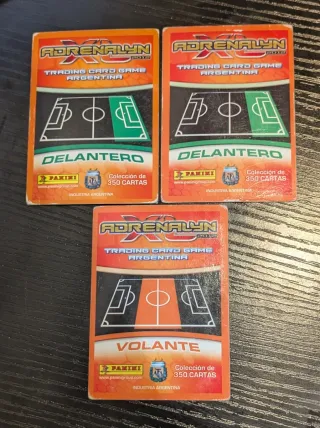 ADRENALYN
XL
TRADING CARD GAME
ARGENTINA
DELANTERO
PANINI
Colección de
350 CARTAS
INDUSTRIA ARGENTINA
ADRENALYN
XL
TRADING CARD GAME
ARGENTINA
DELANTERO
PANINI
Colección de
350 CARTAS
INDUSTRIA ARGENTINA
ADRENALYN
XL
TRADING CARD GAME
ARGENTINA
VOLANTE
PANINI
Colección de
350 CARTAS
INDUSTRIA ARGENTINA